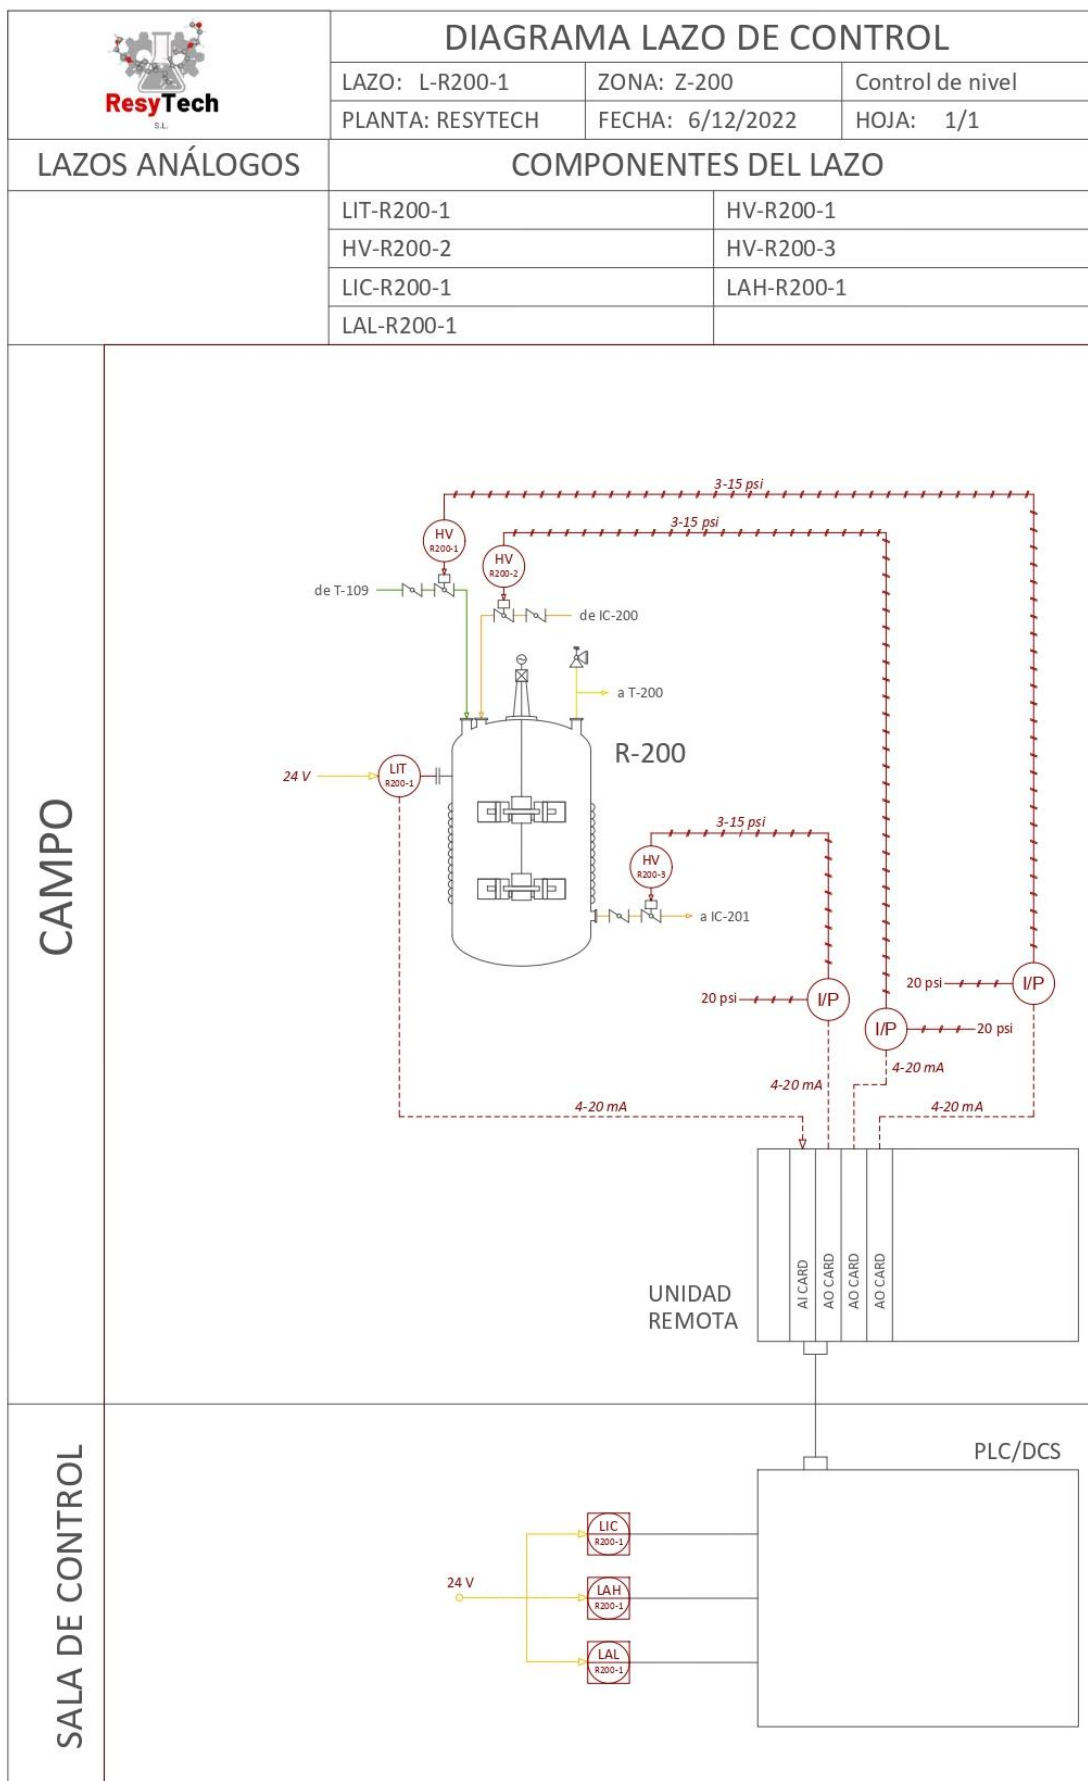 ResyTech
S.L.
DIAGRAMA LAZO DE CONTROL
LAZO: L-R200-1
ZONA: Z-200
Control de nivel
PLANTA: RESYTECH
FECHA: 6/12/2022
HOJA: 1/1
LAZOS ANÁLOGOS
COMPONENTES DEL LAZO
LIT-R200-1
HV-R200-1
HV-R200-2
HV-R200-3
LIC-R200-1
LAH-R200-1
LAL-R200-1
CAMPO
3-15 psi
3-15 psi
HV
R200-1
HV
R200-2
de T-109
de IC-200
a T-200
R-200
24 V
LIT
R200-1
3-15 psi
HV
R200-3
a IC-201
20 psi
I/P
20 psi
I/P
I/P
20 psi
4-20 mA
4-20 mA
4-20 mA
4-20 mA
AI CARD
AO CARD
AO CARD
AO CARD
UNIDAD
REMOTA
SALA DE CONTROL
PLC/DCS
24 V
LIC
R200-1
LAH
R200-1
LAL
R200-1